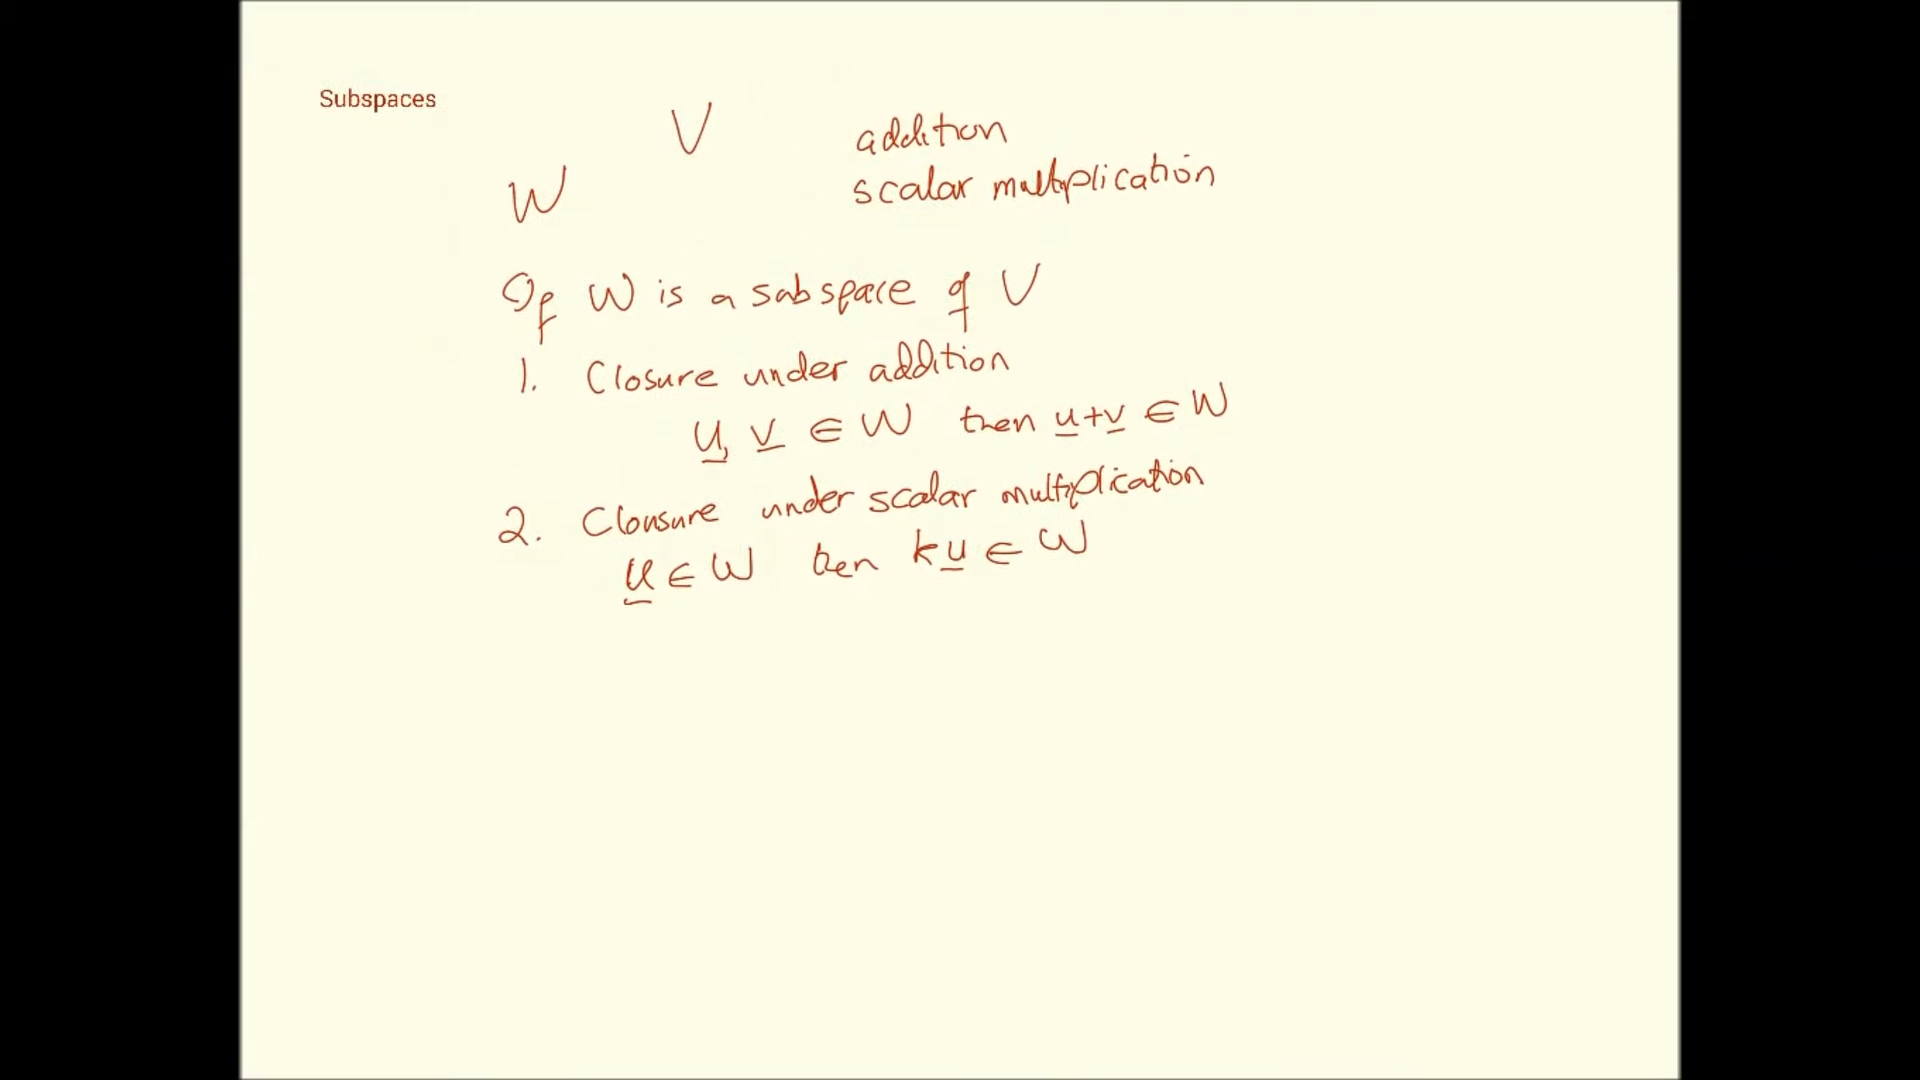 Subspaces
V
addition
W
scalar multiplication
If W is a subspace of V
1. Closure under addition
u, v ∈ W then u+v ∈ W
2. Clousure under scalar multiplication
u ∈ W then ku ∈ W